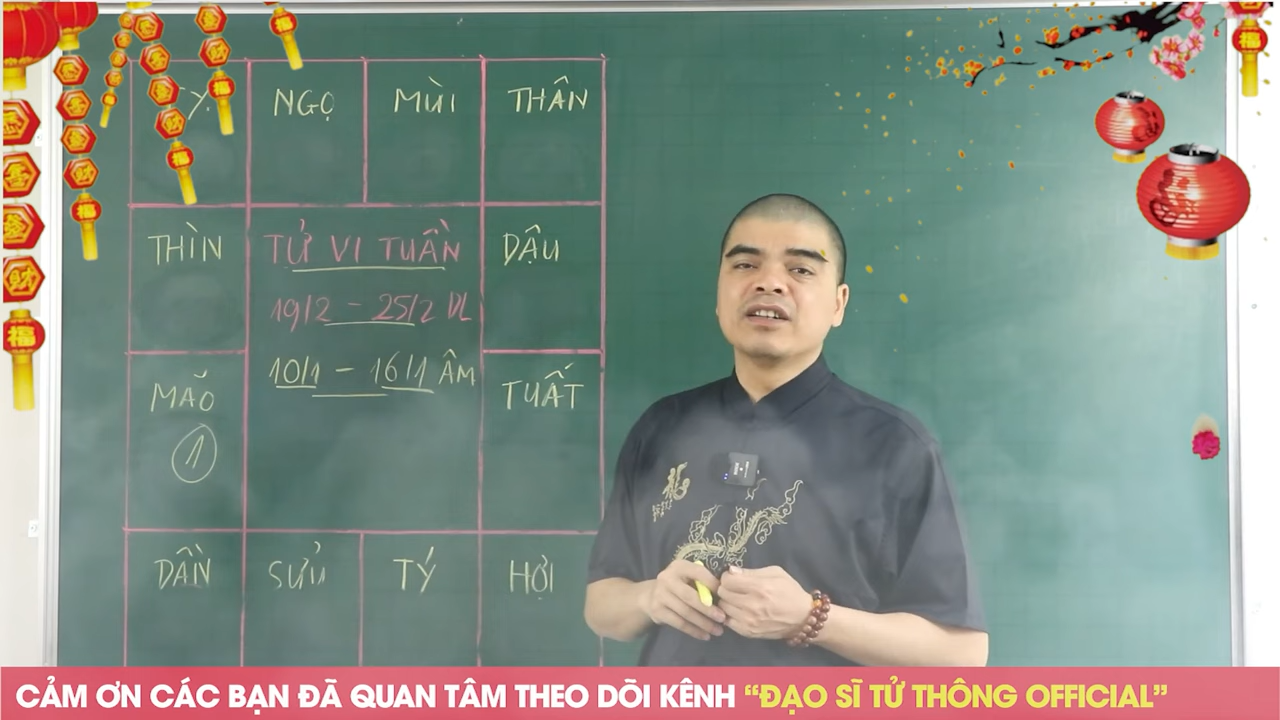 NGỌ
MÙI
THÂN
THÌN
TỬ VI TUẦN
DẬU
19/2 - 25/2 DL
10/1 - 16/1 ÂM
MÃO
TUẤT
1
DẦN
SỬU
TÝ
HỢI
CẢM ƠN CÁC BẠN ĐÃ QUAN TÂM THEO DÕI KÊNH “ĐẠO SĨ TỬ THÔNG OFFICIAL”